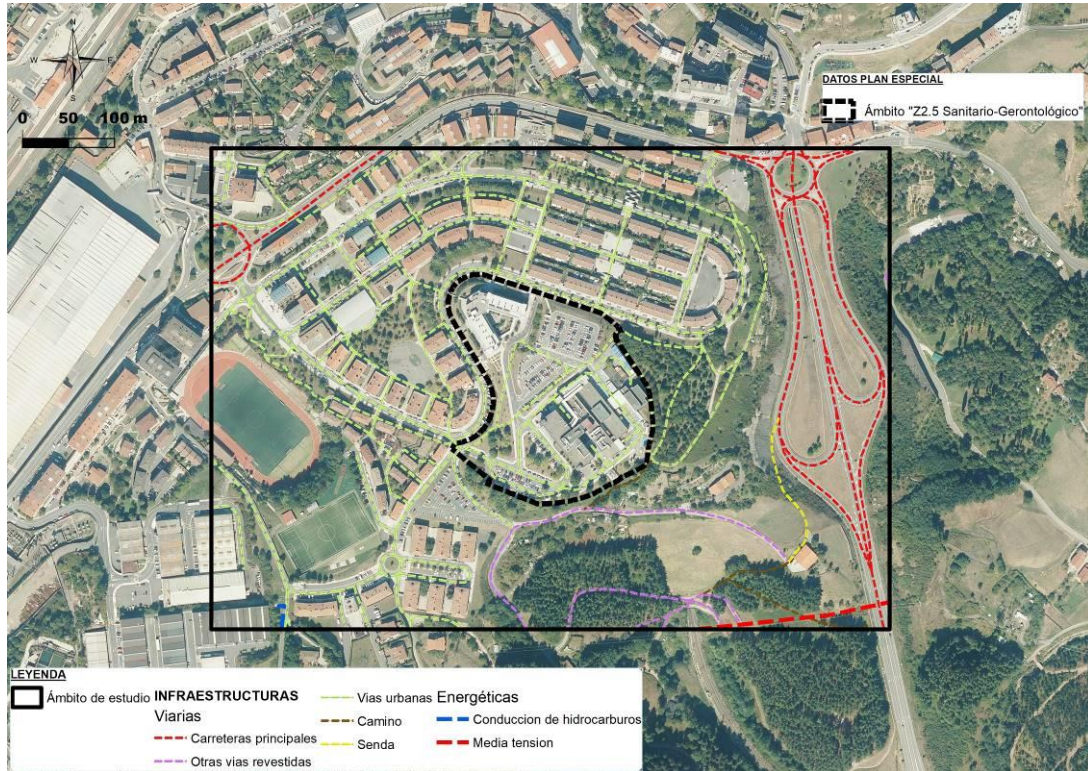 N
W E
S
0 50 100 m
DATOS PLAN ESPECIAL
Ámbito "Z2.5 Sanitario-Gerontológico"
LEYENDA
Ámbito de estudio
INFRAESTRUCTURAS
Viarias
Carreteras principales
Otras vias revestidas
Vias urbanas
Camino
Senda
Energéticas
Conduccion de hidrocarburos
Media tension